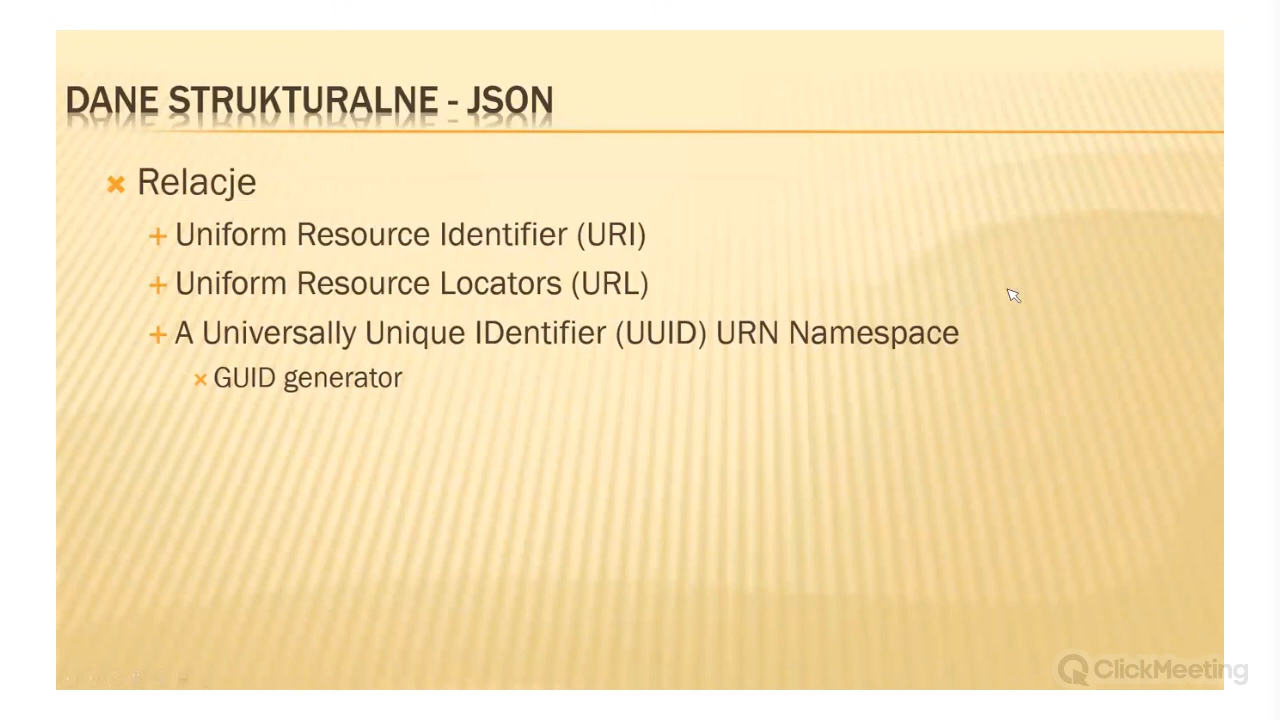 DANE STRUKTURALNE - JSON
Relacje
Uniform Resource Identifier (URI)
Uniform Resource Locators (URL)
A Universally Unique IDentifier (UUID) URN Namespace
GUID generator
ClickMeeting